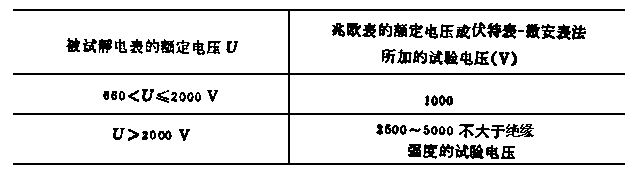 被试静电表的额定电压 U
兆欧表的额定电压或伏特表-微安表法
所加的试验电压(V)
660<U≤2000 V
1000
U>2000 V
2500～5000 不大于绝缘
强度的试验电压